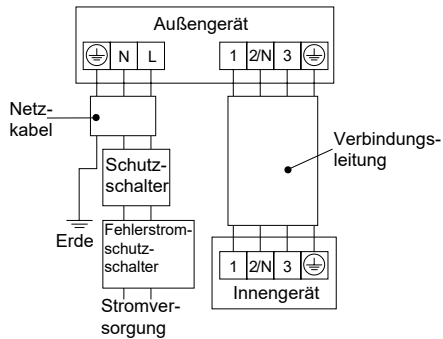 Außengerät
N L
1 2/N 3
Netz-
kabel
Schutz-
schalter
Verbindungs-
leitung
Erde
Fehlerstrom-
schutz-
schalter
1 2/N 3
Innengerät
Stromver-
sorgung